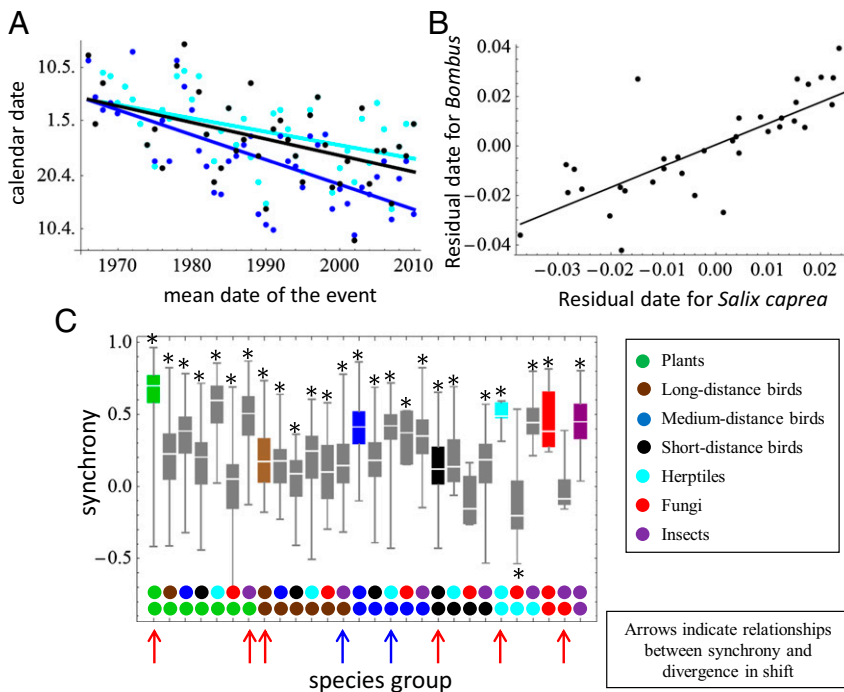 A
calendar date
10.5.
1.5.
20.4.
10.4.
1970 1980 1990 2000 2010
mean date of the event
B
Residual date for Bombus
0.04
0.02
0.00
−0.02
−0.04
−0.03 −0.02 −0.01 0.00 0.01 0.02
Residual date for Salix caprea
C
synchrony
1.0
0.5
0.0
−0.5
* * * * * * * * * * * * * * * * * * * * * * * * * *
species group
Plants
Long-distance birds
Medium-distance birds
Short-distance birds
Herptiles
Fungi
Insects
Arrows indicate relationships
between synchrony and
divergence in shift